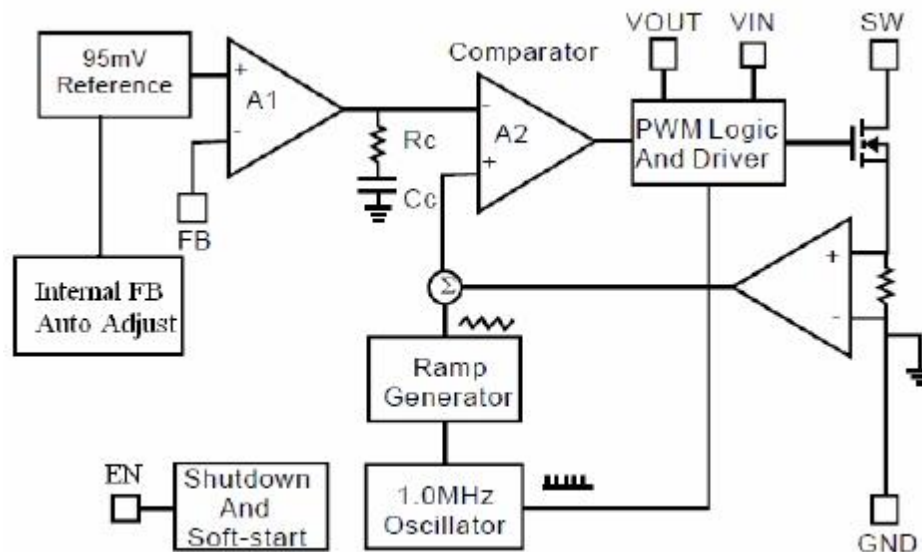 VOUT VIN SW
95mV
Reference
+
A1
-
FB
Comparator
-
A2
+
Rc
Cc
PWM Logic
And Driver
Internal FB
Auto Adjust
Σ
+
-
Ramp
Generator
EN
Shutdown
And
Soft-start
1.0MHz
Oscillator
GND